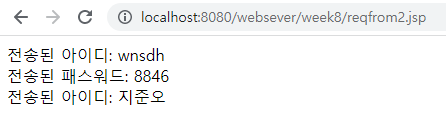 localhost:8080/websever/week8/reqfrom2.jsp
전송된 아이디: wnsdh
전송된 패스워드: 8846
전송된 아이디: 지준오